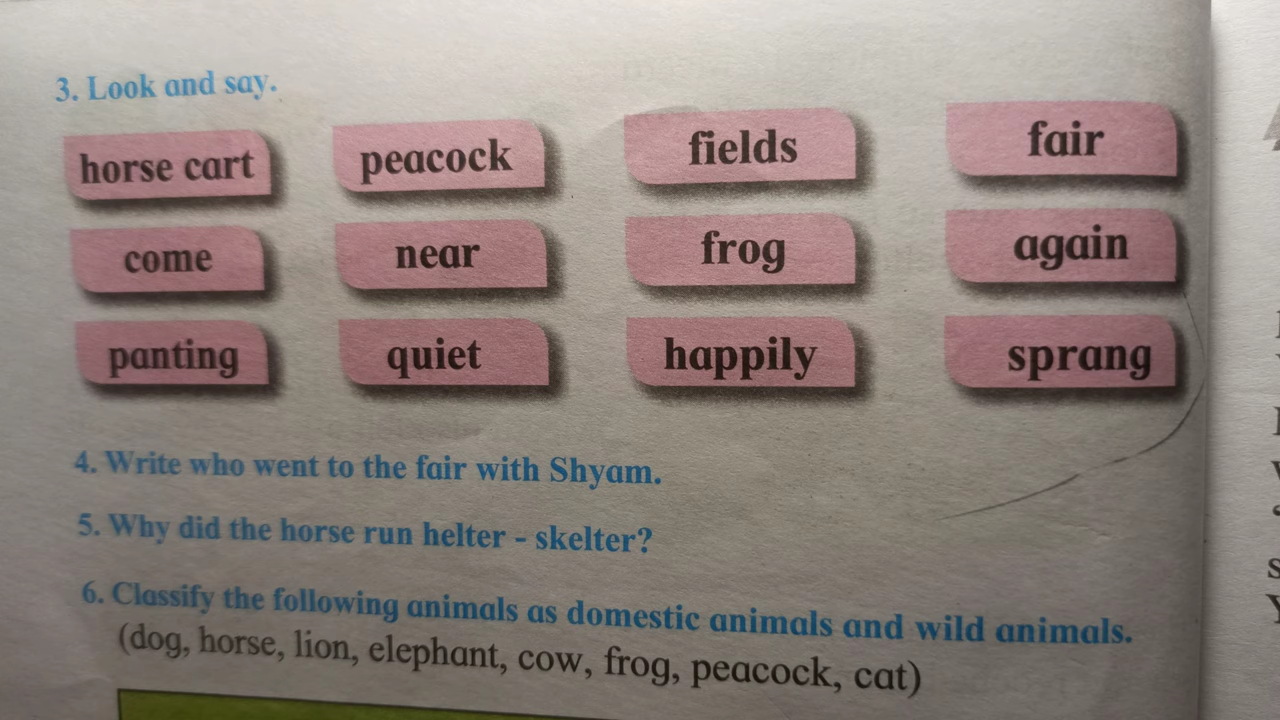 3. Look and say.
horse cart peacock fields fair
come near frog again
panting quiet happily sprang
4. Write who went to the fair with Shyam.
5. Why did the horse run helter - skelter?
6. Classify the following animals as domestic animals and wild animals.
(dog, horse, lion, elephant, cow, frog, peacock, cat)